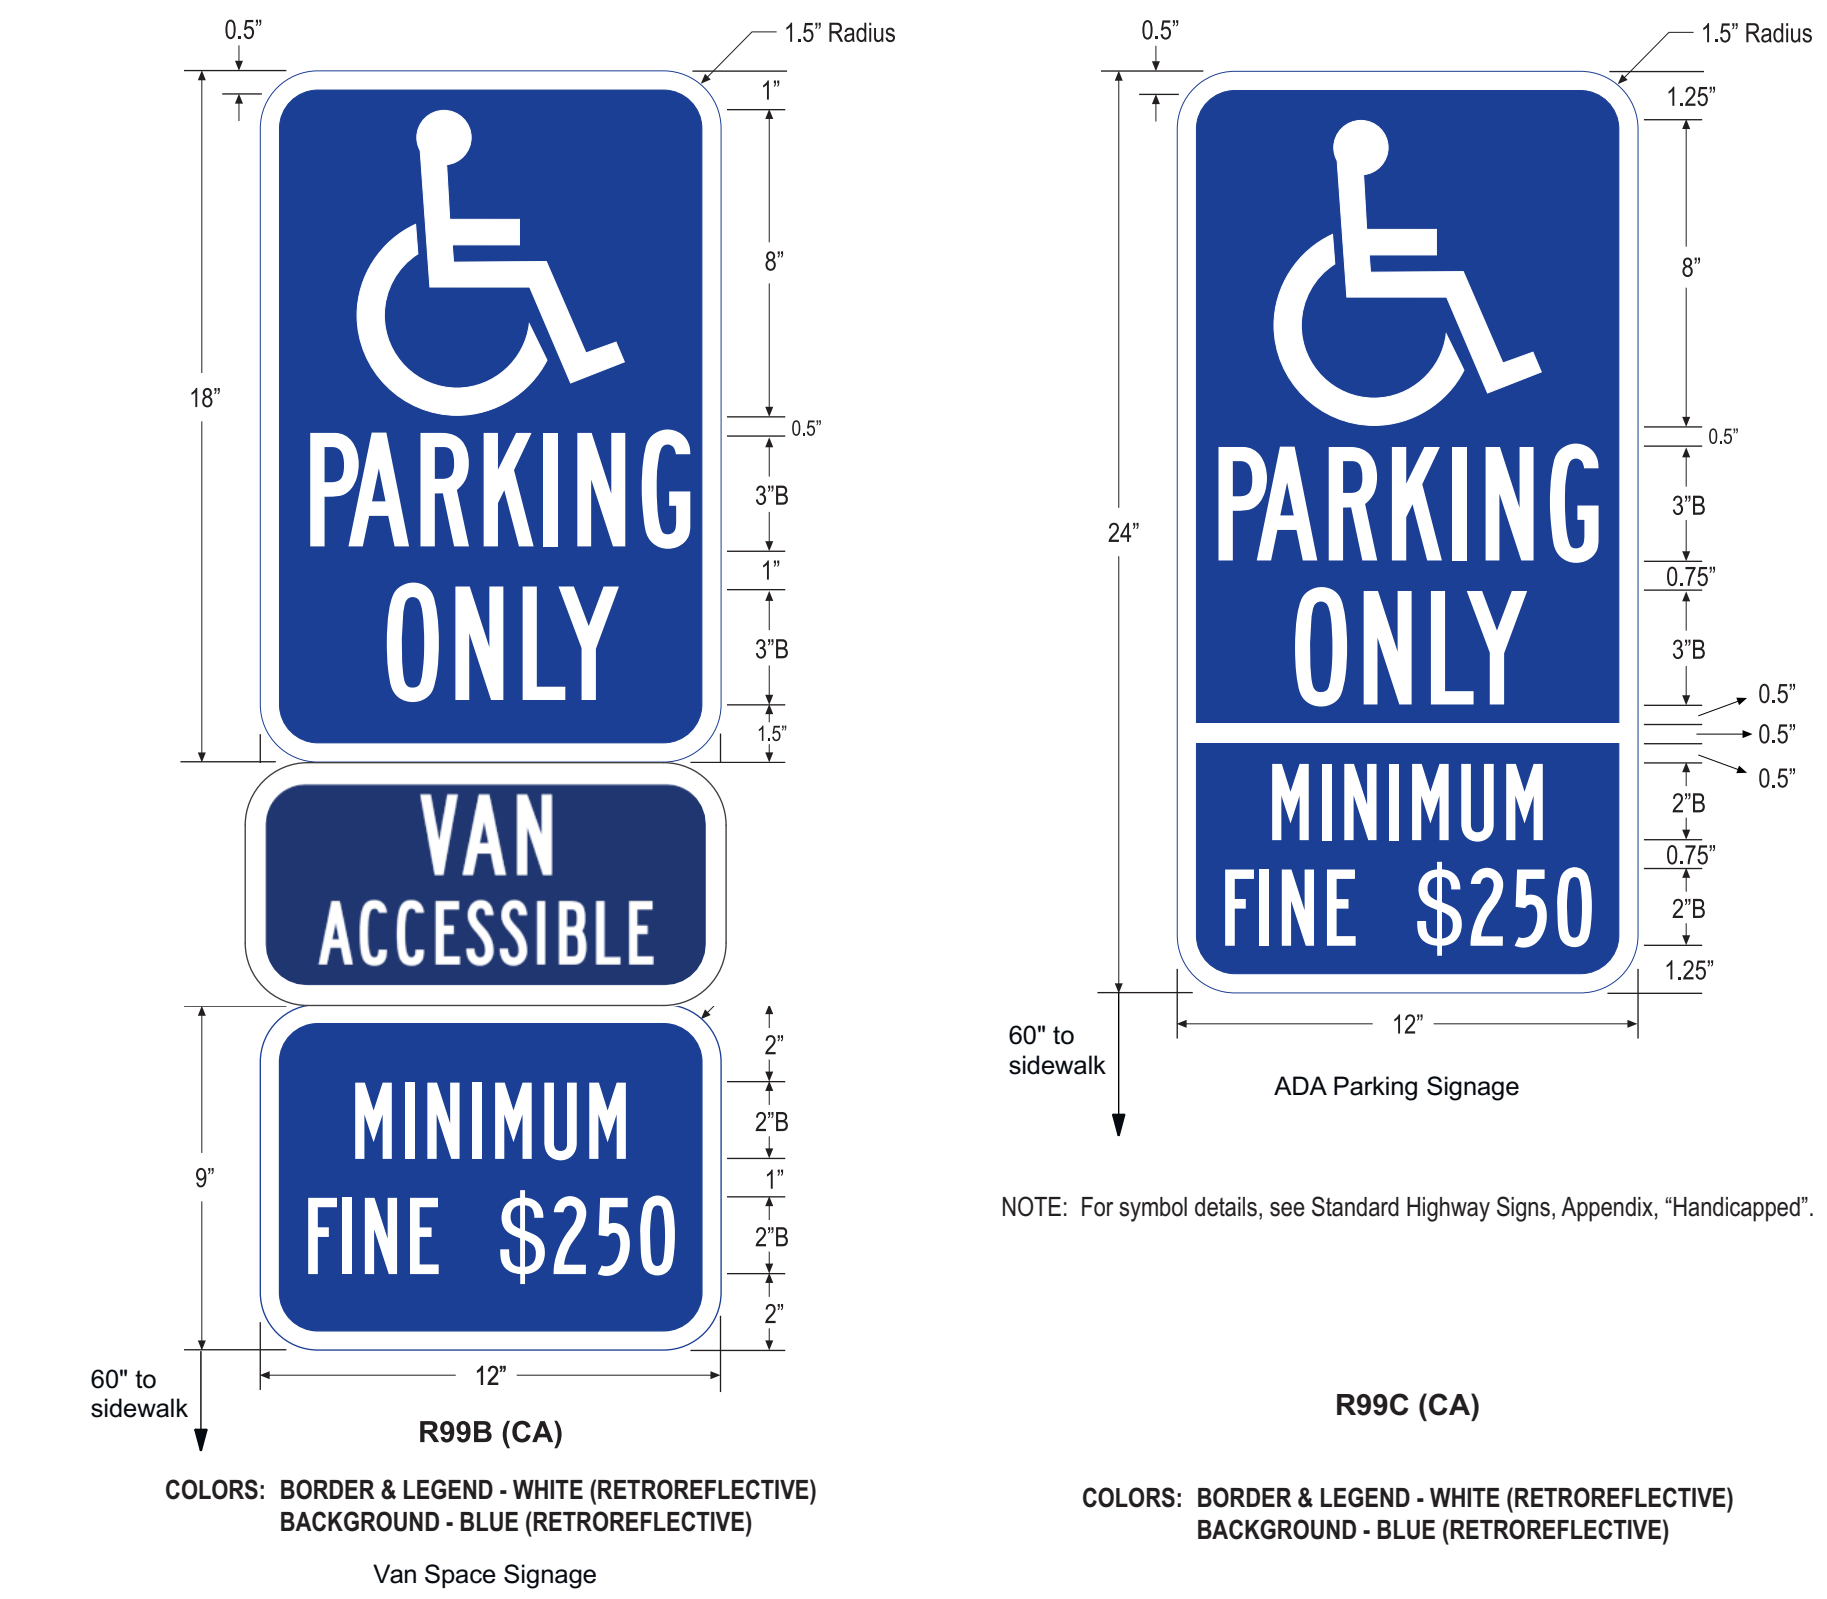 0.5”
1.5” Radius
1”
8”
18”
0.5”
PARKING
3”B
1”
ONLY
3”B
1.5”
VAN
ACCESSIBLE
2”
MINIMUM
2”B
9”
1”
FINE $250
2”B
2”
12”
60" to
sidewalk
R99B (CA)
COLORS: BORDER & LEGEND - WHITE (RETROREFLECTIVE)
BACKGROUND - BLUE (RETROREFLECTIVE)
Van Space Signage
0.5”
1.5” Radius
1.25”
8”
0.5”
PARKING
3”B
24”
0.75”
ONLY
3”B
0.5”
0.5”
0.5”
MINIMUM
2”B
0.75”
FINE $250
2”B
1.25”
12”
60" to
sidewalk
ADA Parking Signage
NOTE: For symbol details, see Standard Highway Signs, Appendix, “Handicapped”.
R99C (CA)
COLORS: BORDER & LEGEND - WHITE (RETROREFLECTIVE)
BACKGROUND - BLUE (RETROREFLECTIVE)